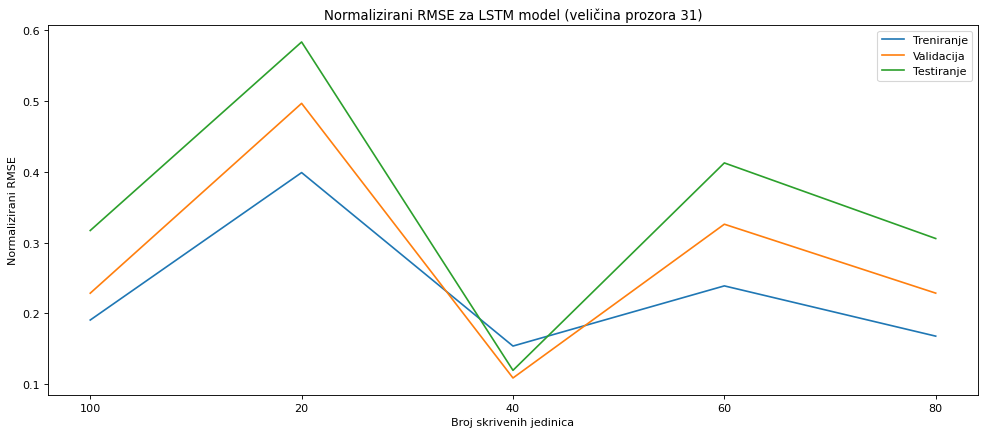 Normalizirani RMSE za LSTM model (veličina prozora 31)
0.6
0.5
0.4
0.3
0.2
0.1
Normalizirani RMSE
Treniranje
Validacija
Testiranje
100 20 40 60 80
Broj skrivenih jedinica